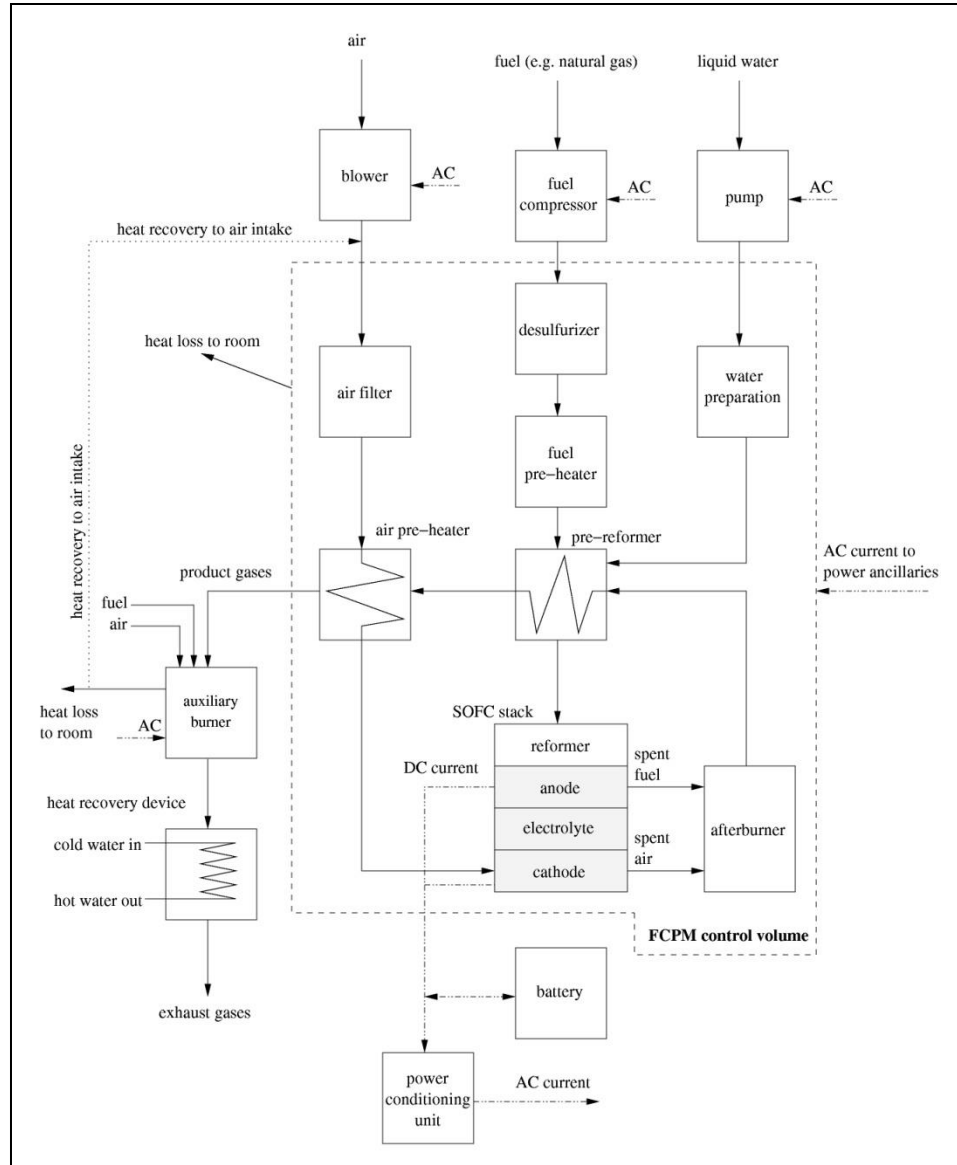 air
fuel (e.g. natural gas)
liquid water
blower
AC
fuel
compressor
AC
pump
AC
heat recovery to air intake
desulfurizer
heat loss to room
air filter
water
preparation
fuel
pre−heater
heat recovery to air intake
air pre−heater
pre−reformer
AC current to
power ancillaries
product gases
fuel
air
auxiliary
burner
heat loss
to room
AC
SOFC stack
reformer
DC current
anode
spent
fuel
electrolyte
afterburner
spent
air
cathode
heat recovery device
cold water in
hot water out
FCPM control volume
exhaust gases
battery
power
conditioning
unit
AC current